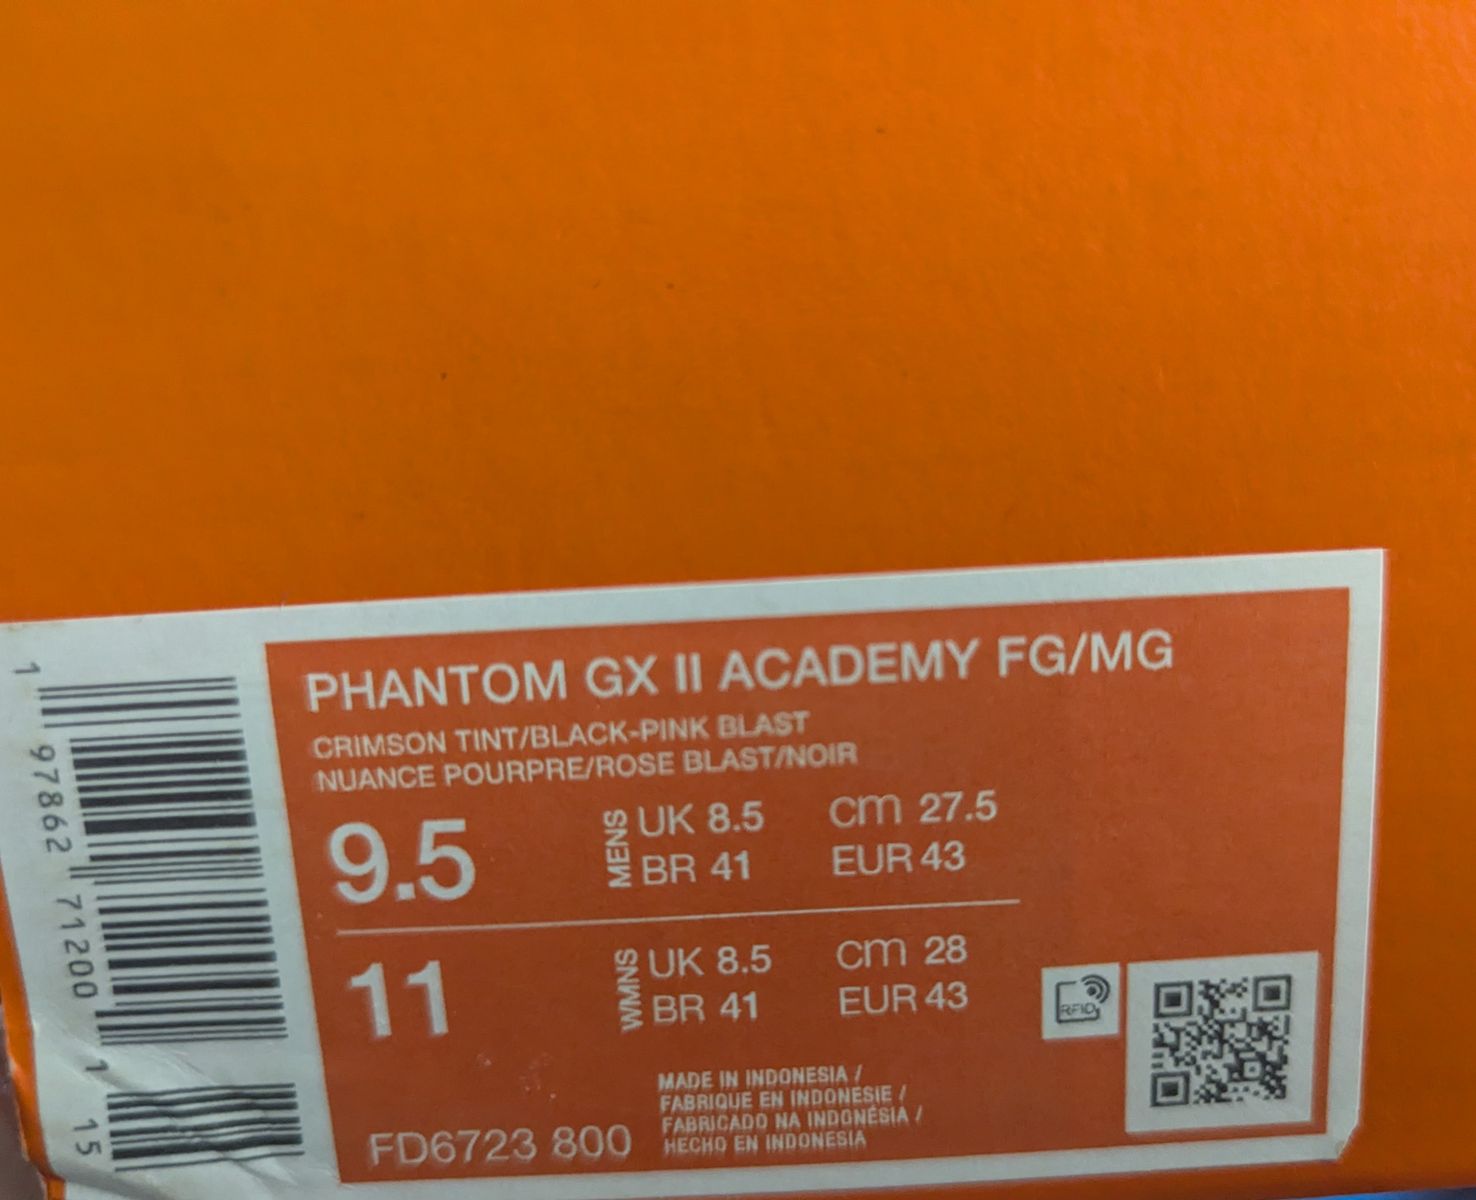 PHANTOM GX II ACADEMY FG/MG
CRIMSON TINT/BLACK-PINK BLAST
NUANCE POURPRE/ROSE BLAST/NOIR
9.5 MENS UK 8.5 cm 27.5
BR 41 EUR 43
11 WMNS UK 8.5 cm 28
BR 41 EUR 43
RFID
MADE IN INDONESIA /
FABRIQUE EN INDONESIE /
FABRICADO NA INDONÉSIA /
HECHO EN INDONESIA
FD6723 800
1 97862 71200 1 15